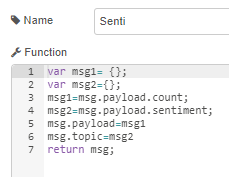 Name
Senti
Function
1 var msg1= {};
2 var msg2={};
3 msg1=msg.payload.count;
4 msg2=msg.payload.sentiment;
5 msg.payload=msg1
6 msg.topic=msg2
7 return msg;